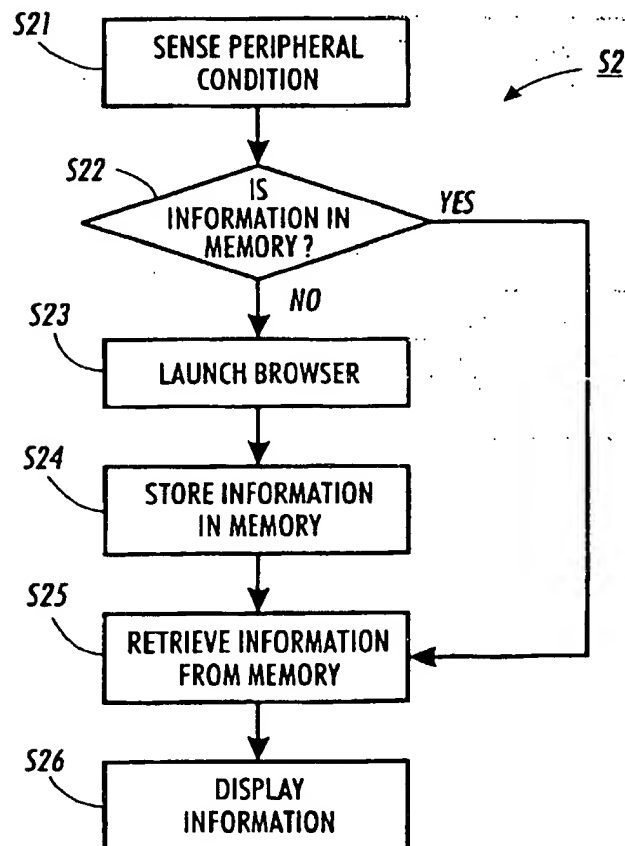 S21
SENSE PERIPHERAL
CONDITION
S2
S22
IS
INFORMATION IN
MEMORY?
YES
NO
S23
LAUNCH BROWSER
S24
STORE INFORMATION
IN MEMORY
S25
RETRIEVE INFORMATION
FROM MEMORY
S26
DISPLAY
INFORMATION